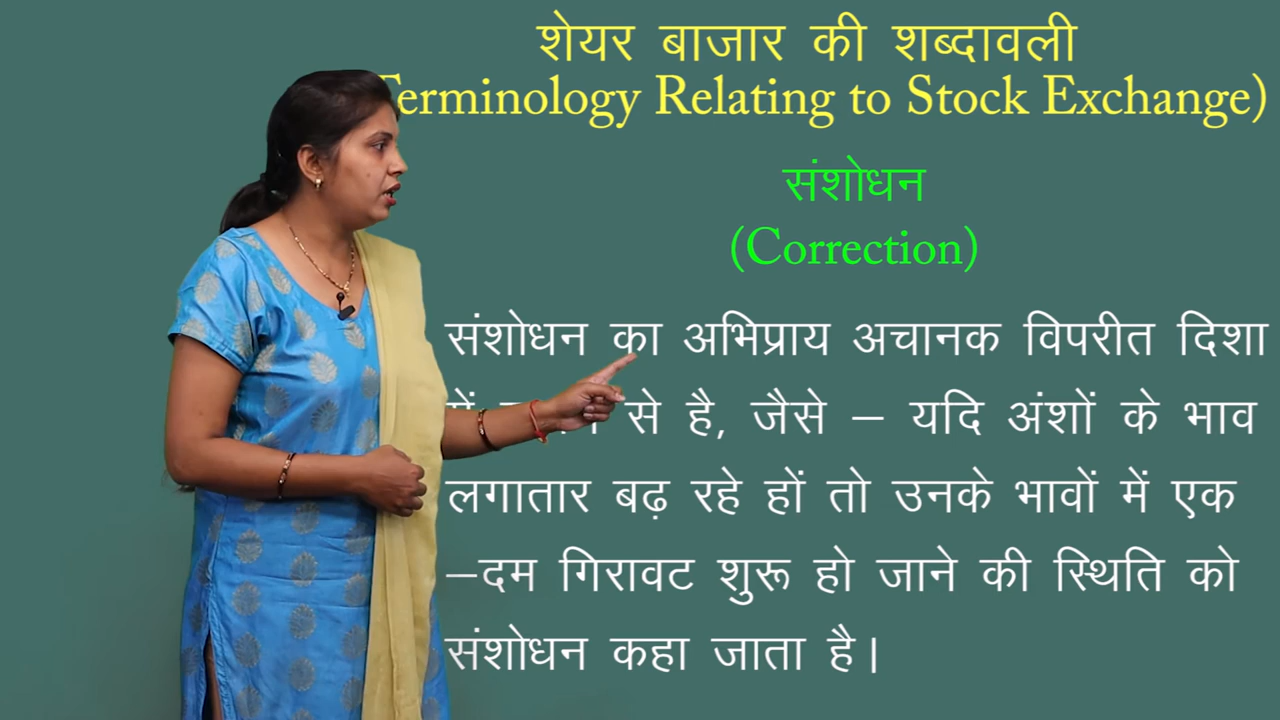 शेयर बाजार की शब्दावली
erminology Relating to Stock Exchange)
संशोधन
(Correction)
संशोधन का अभिप्राय अचानक विपरीत दिशा
में से है, जैसे – यदि अंशों के भाव
लगातार बढ़ रहे हों तो उनके भावों में एक
–दम गिरावट शुरू हो जाने की स्थिति को
संशोधन कहा जाता है।